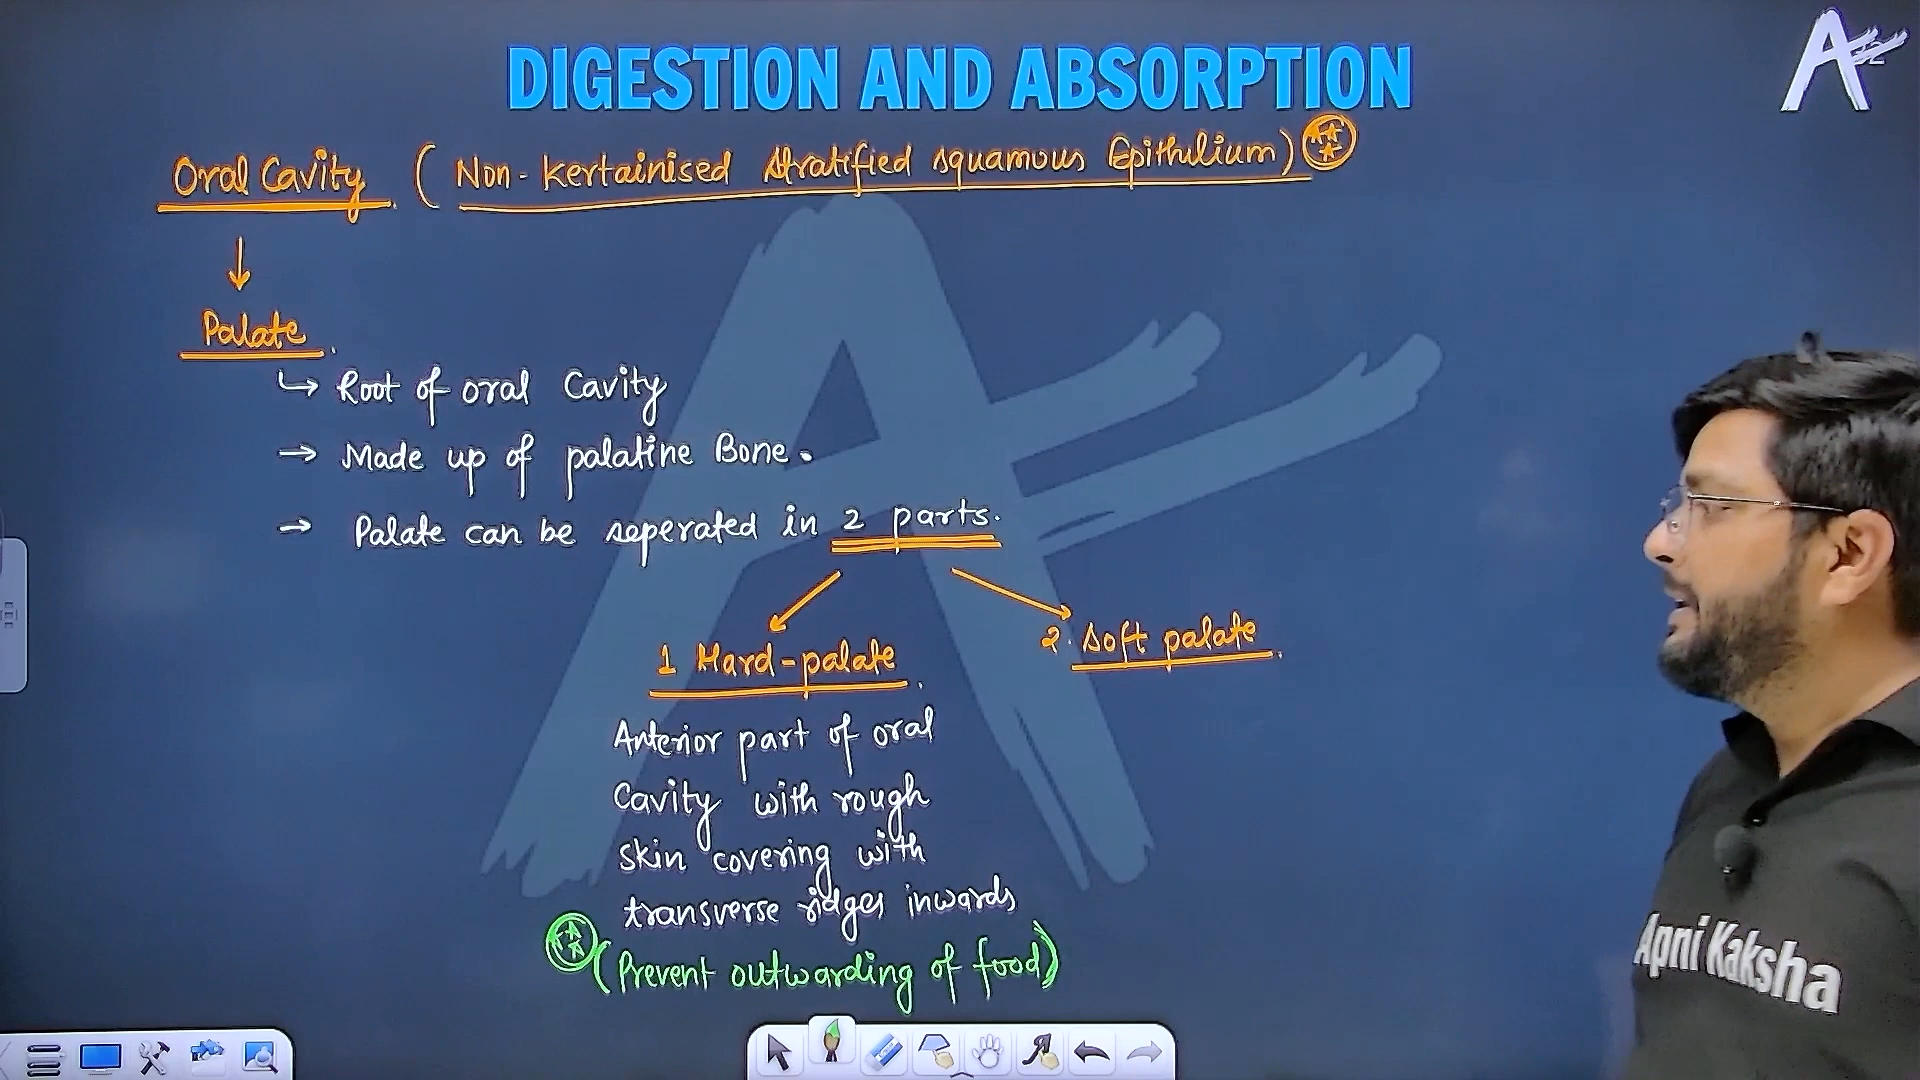 DIGESTION AND ABSORPTION
Oral Cavity (Non-kertainised stratified squamous Epithilium)
Palate
Root of oral Cavity
→ Made up of palatine Bone.
→ Palate can be seperated in 2 parts.
1 Hard-palate
2. Soft palate
Anterior part of oral
Cavity with rough
skin covering with
transverse ridges inwards
(Prevent outwarding of food)
Apni Kaksha